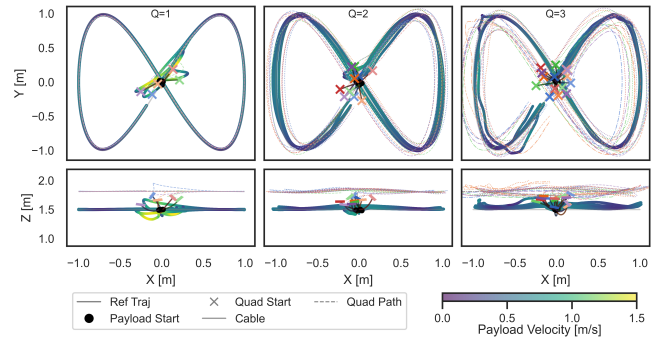 Q=1 Q=2 Q=3
1.0
0.5
0.0
−0.5
−1.0
Y [m]
2.0
1.5
1.0
Z [m]
−1.0 −0.5 0.0 0.5 1.0 −1.0 −0.5 0.0 0.5 1.0 −1.0 −0.5 0.0 0.5 1.0
X [m] X [m] X [m]
Ref Traj Quad Start Quad Path
Payload Start Cable
0.0 0.5 1.0 1.5
Payload Velocity [m/s]